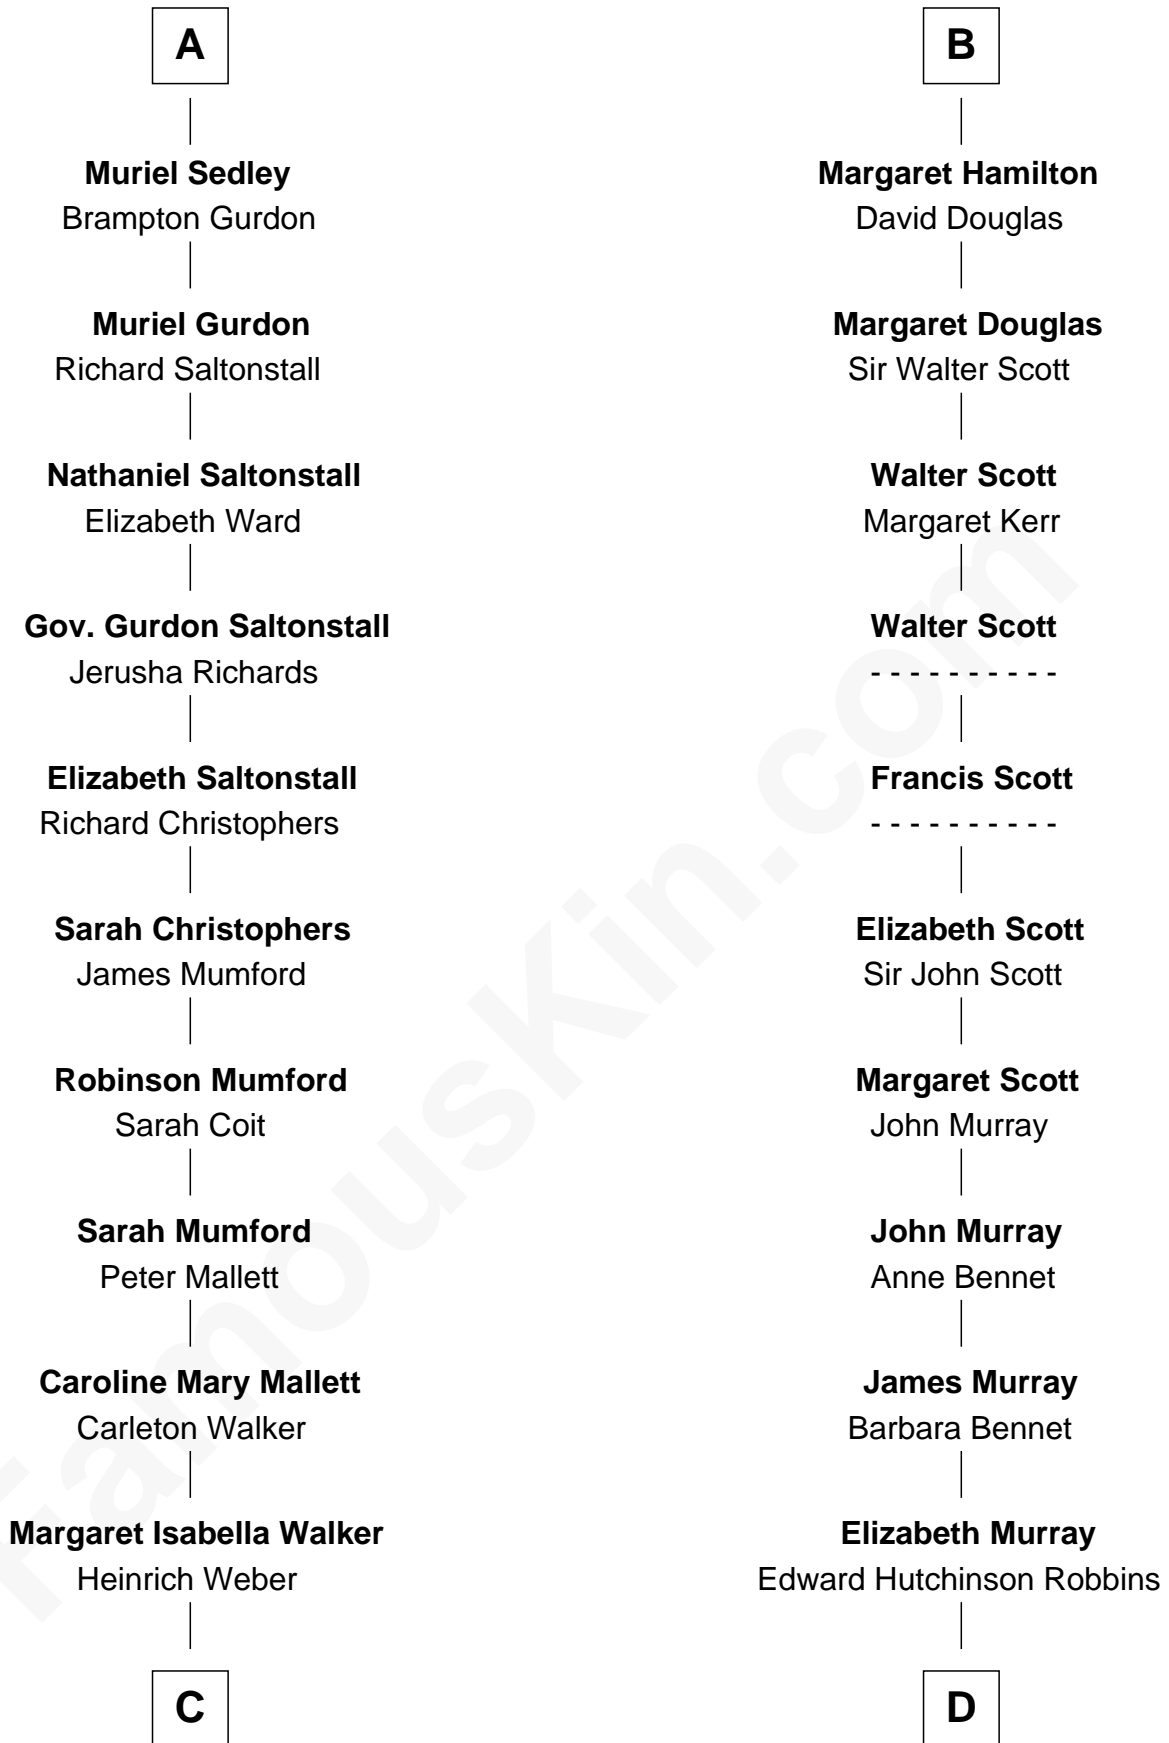 A
Muriel Sedley
Brampton Gurdon
Muriel Gurdon
Richard Saltonstall
Nathaniel Saltonstall
Elizabeth Ward
Gov. Gurdon Saltonstall
Jerusha Richards
Elizabeth Saltonstall
Richard Christophers
Sarah Christophers
James Mumford
Robinson Mumford
Sarah Coit
Sarah Mumford
Peter Mallett
Caroline Mary Mallett
Carleton Walker
Margaret Isabella Walker
Heinrich Weber
C
B
Margaret Hamilton
David Douglas
Margaret Douglas
Sir Walter Scott
Walter Scott
Margaret Kerr
Walter Scott
- - - - - - - - - -
Francis Scott
- - - - - - - - - -
Elizabeth Scott
Sir John Scott
Margaret Scott
John Murray
John Murray
Anne Bennet
James Murray
Barbara Bennet
Elizabeth Murray
Edward Hutchinson Robbins
D
FamousKin.com